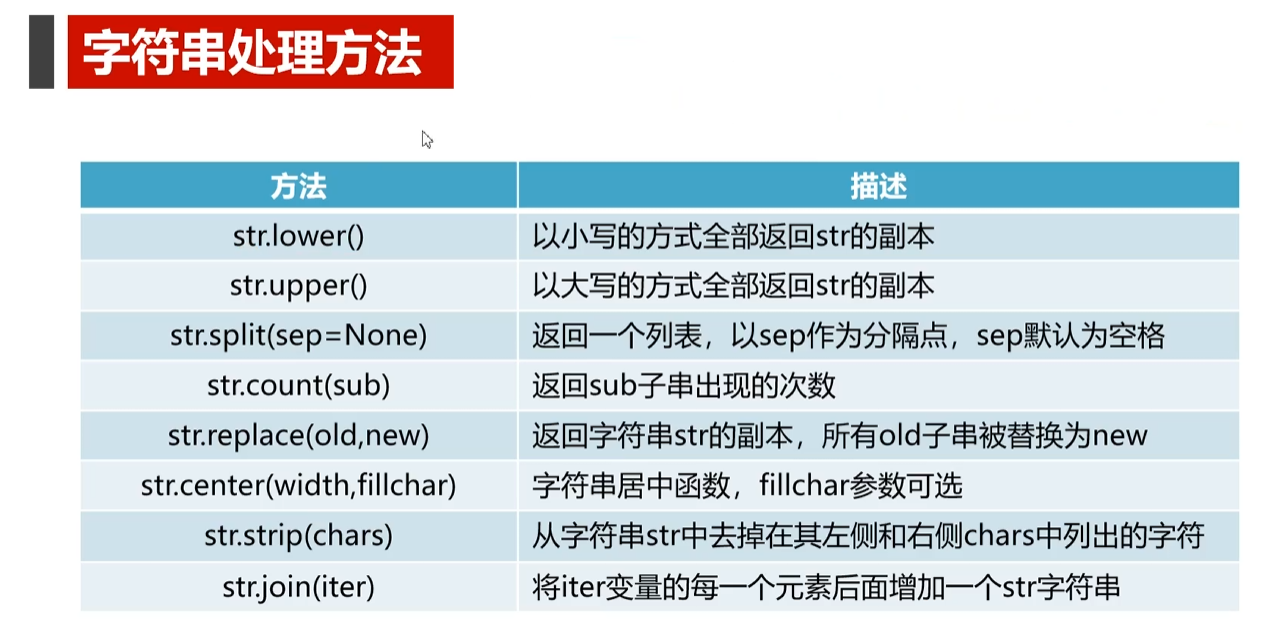 字符串处理方法
方法 描述
str.lower() 以小写的方式全部返回str的副本
str.upper() 以大写的方式全部返回str的副本
str.split(sep=None) 返回一个列表，以sep作为分隔点，sep默认为空格
str.count(sub) 返回sub子串出现的次数
str.replace(old,new) 返回字符串str的副本，所有old子串被替换为new
str.center(width,fillchar) 字符串居中函数，fillchar参数可选
str.strip(chars) 从字符串str中去掉在其左侧和右侧chars中列出的字符
str.join(iter) 将iter变量的每一个元素后面增加一个str字符串